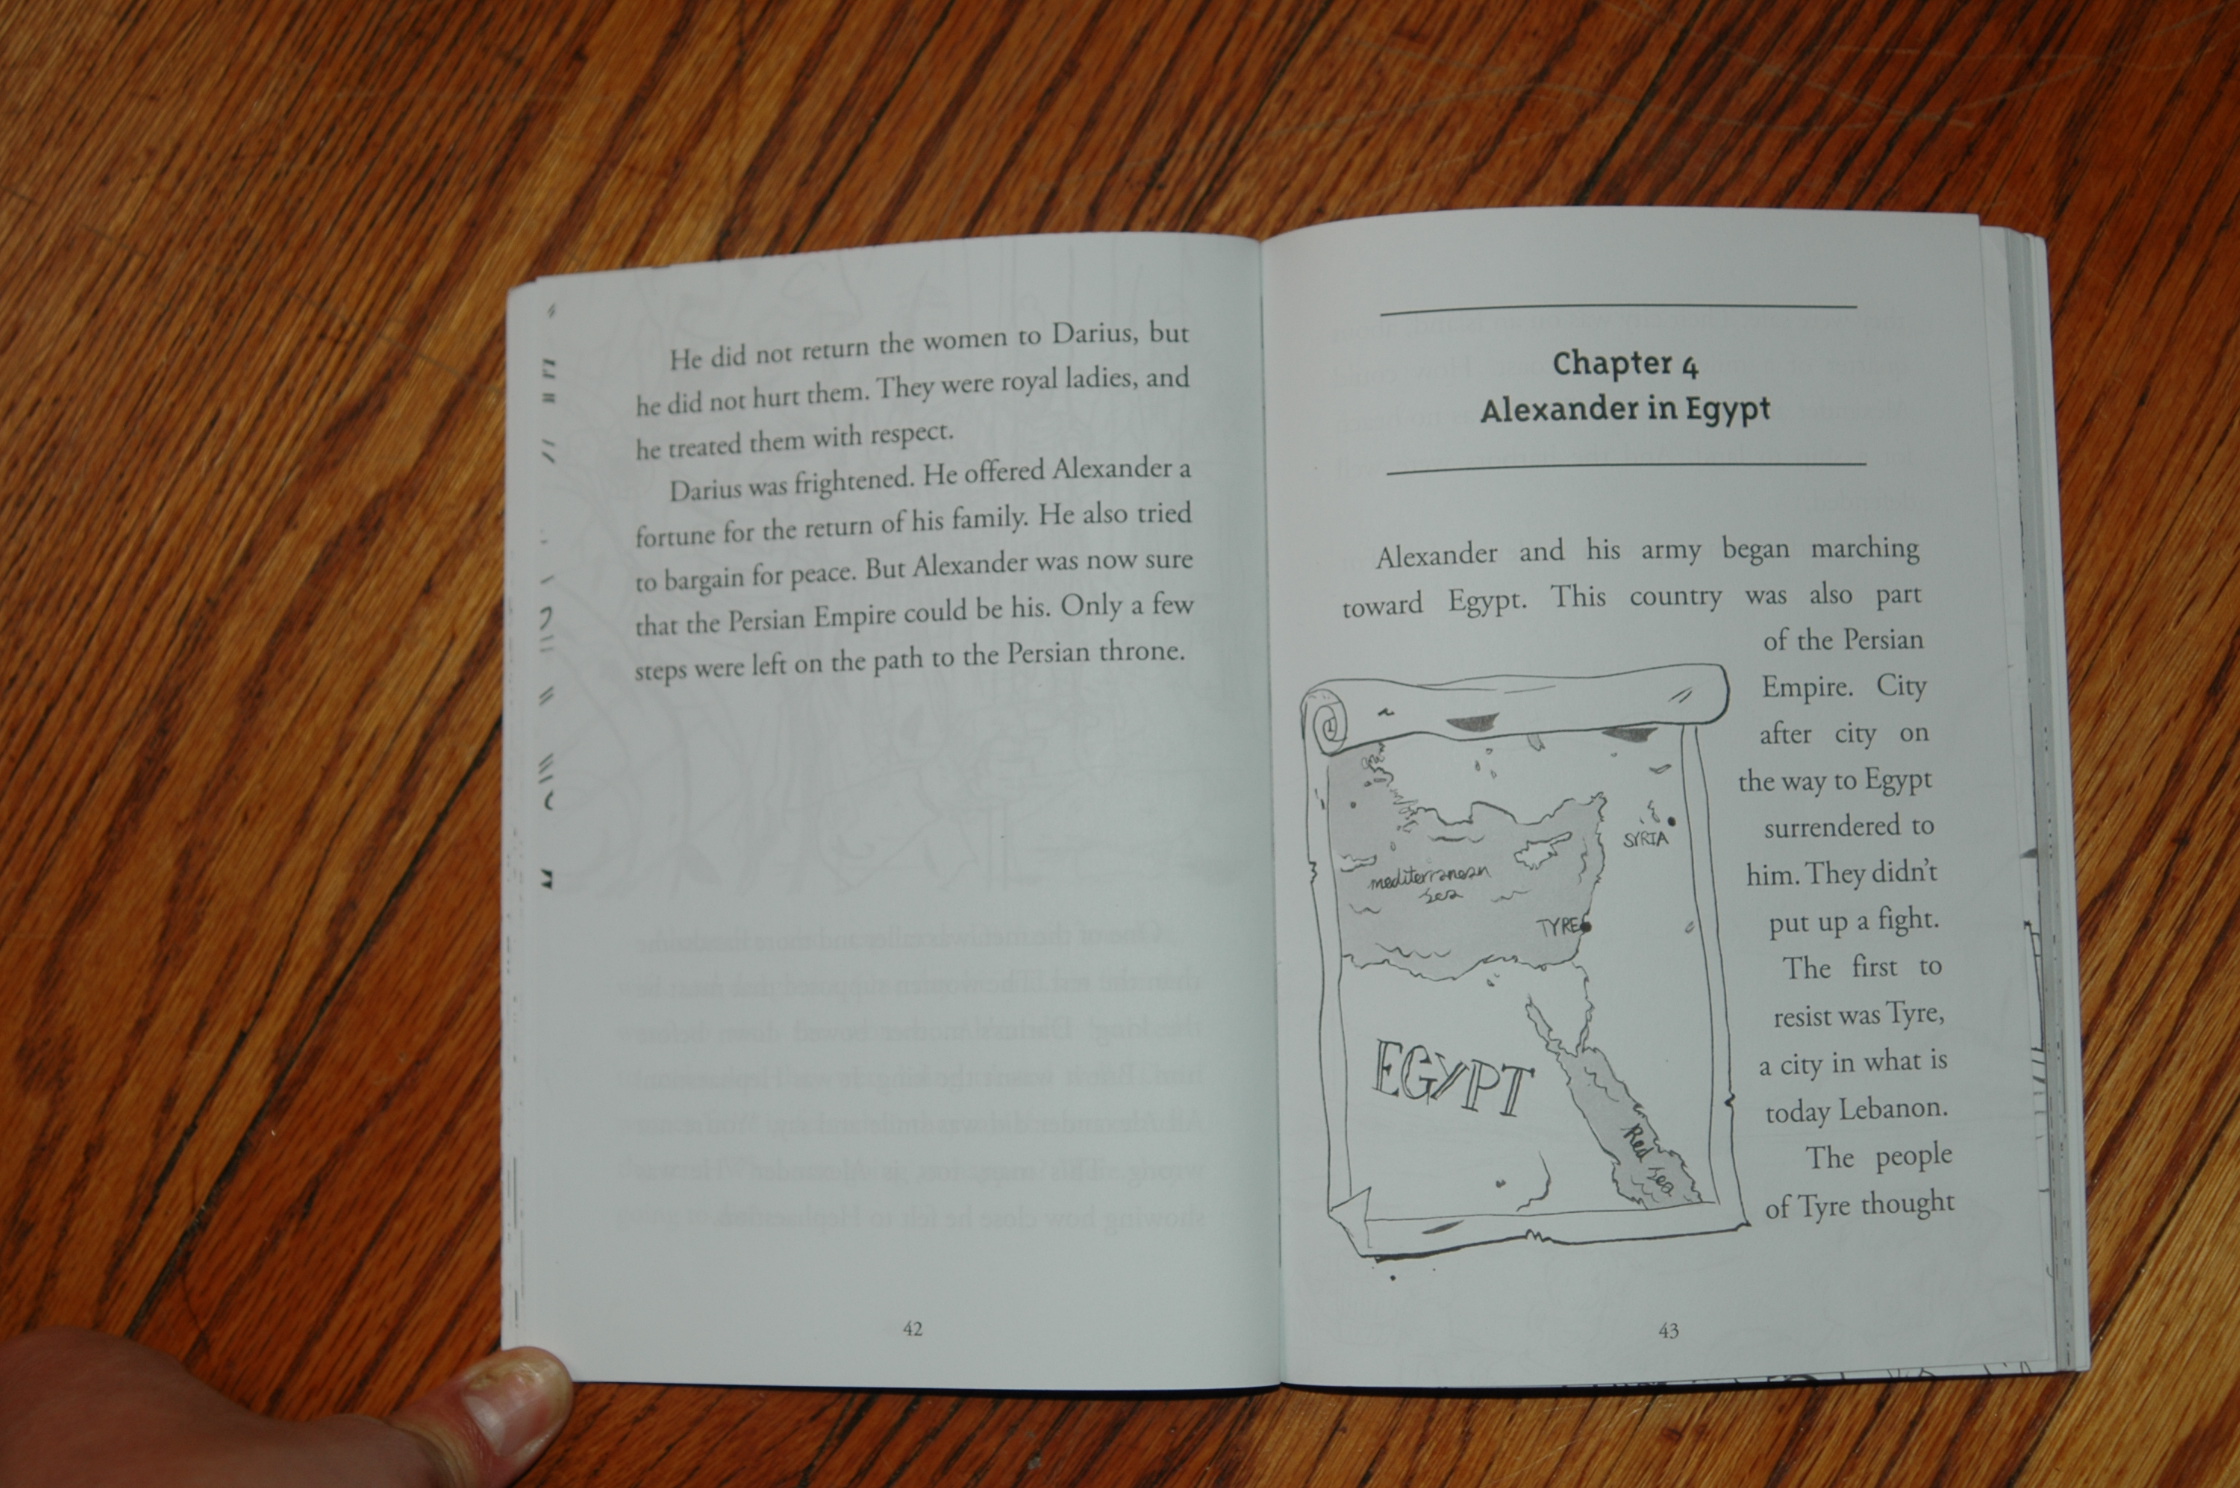 He did not return the women to Darius, but
he did not hurt them. They were royal ladies, and
he treated them with respect.
Darius was frightened. He offered Alexander a
fortune for the return of his family. He also tried
to bargain for peace. But Alexander was now sure
that the Persian Empire could be his. Only a few
steps were left on the path to the Persian throne.
42
Chapter 4
Alexander in Egypt
Alexander and his army began marching
toward Egypt. This country was also part
of the Persian
Empire. City
after city on
the way to Egypt
surrendered to
him. They didn't
put up a fight.
The first to
resist was Tyre,
a city in what is
today Lebanon.
The people
of Tyre thought
SYRIA
mediterranean
sea
TYRE
EGYPT
Red Sea
43